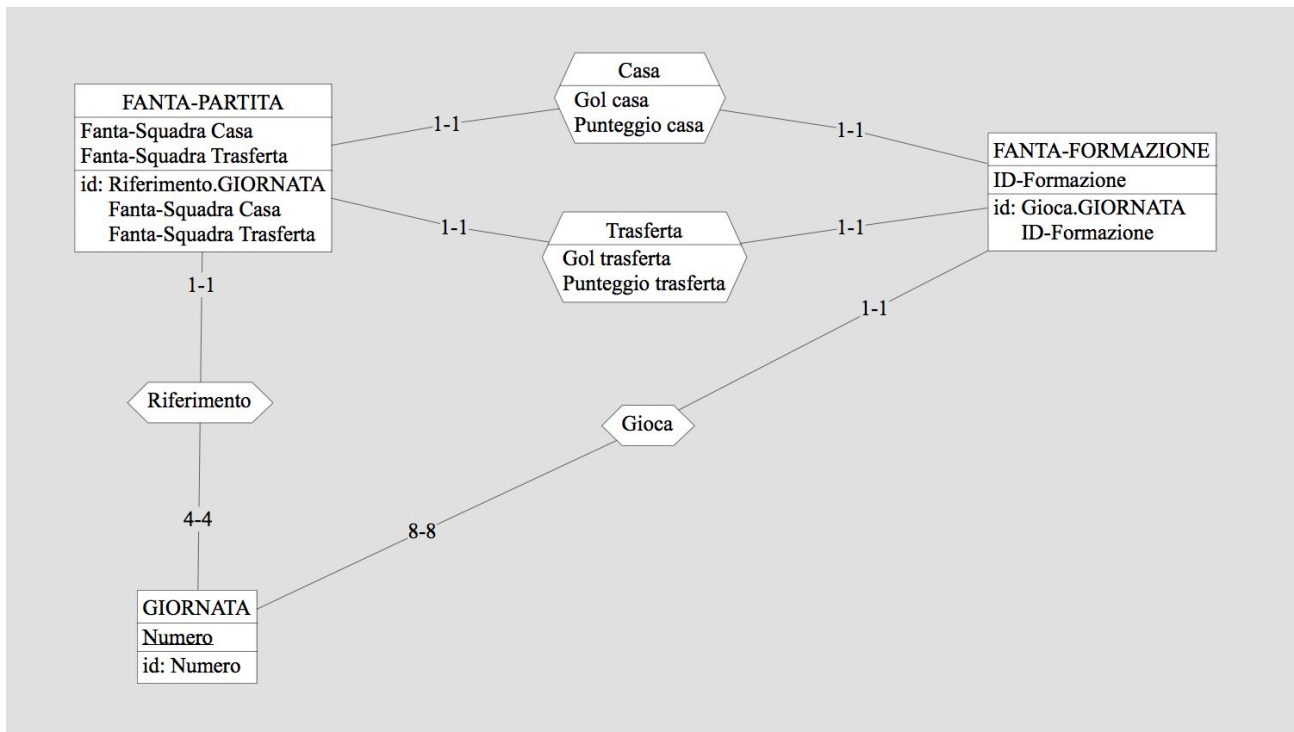 Casa
Gol casa
Punteggio casa
FANTA-PARTITA
Fanta-Squadra Casa
Fanta-Squadra Trasferta
id: Riferimento.GIORNATA
Fanta-Squadra Casa
Fanta-Squadra Trasferta
1-1
1-1
FANTA-FORMAZIONE
ID-Formazione
id: Gioca.GIORNATA
ID-Formazione
1-1
Trasferta
Gol trasferta
Punteggio trasferta
1-1
1-1
1-1
Riferimento
Gioca
4-4
8-8
GIORNATA
Numero
id: Numero